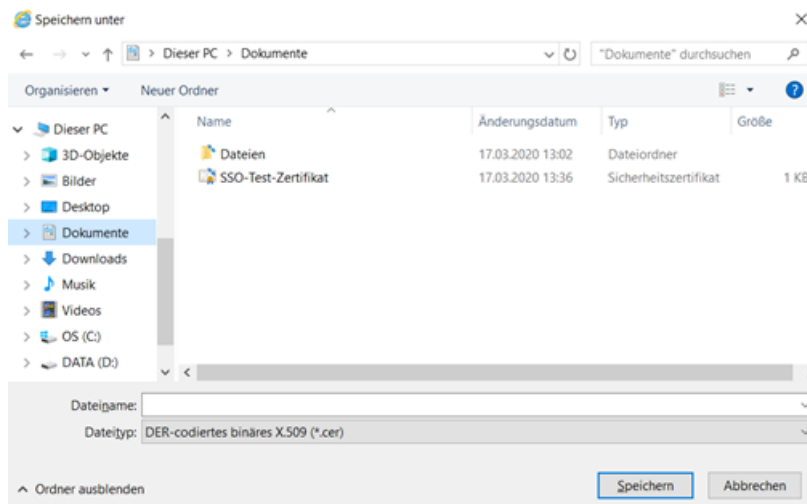 Speichern unter
Dieser PC > Dokumente
"Dokumente" durchsuchen
Organisieren
Neuer Ordner
Name Änderungsdatum Typ Größe
Dateien 17.03.2020 13:02 Dateiordner
SSO-Test-Zertifikat 17.03.2020 13:36 Sicherheitszertifikat 1 KB
Dieser PC
3D-Objekte
Bilder
Desktop
Dokumente
Downloads
Musik
Videos
OS (C:)
DATA (D:)
Dateiname:
Dateityp: DER-codiertes binäres X.509 (*.cer)
Ordner ausblenden
Speichern
Abbrechen